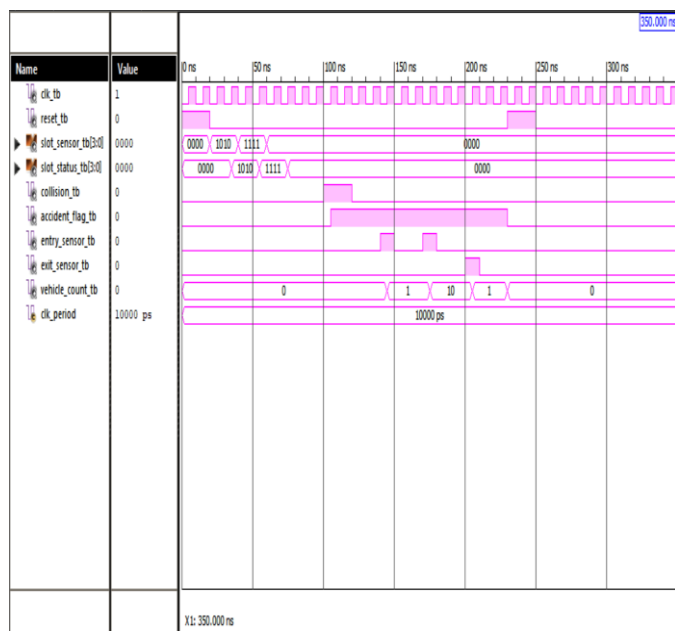 350.000 ns
Name Value 0 ns 50 ns 100 ns 150 ns 200 ns 250 ns 300 ns
clk_tb 1
reset_tb 0
slot_sensor_tb[3:0] 0000 0000 1010 1111 0000
slot_status_tb[3:0] 0000 0000 1010 1111 0000
collision_tb 0
accident_flag_tb 0
entry_sensor_tb 0
exit_sensor_tb 0
vehicle_count_tb 0 0 1 10 1 0
clk_period 10000 ps 10000 ps
X1: 350.000 ns